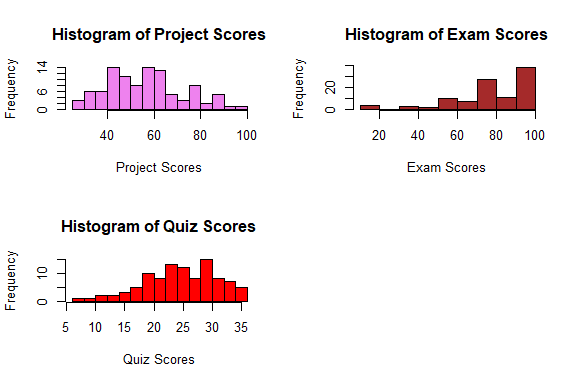 Histogram of Project Scores
Frequency
14
6
0
40 60 80 100
Project Scores
Histogram of Exam Scores
Frequency
20
0
20 40 60 80 100
Exam Scores
Histogram of Quiz Scores
Frequency
10
0
5 10 15 20 25 30 35
Quiz Scores